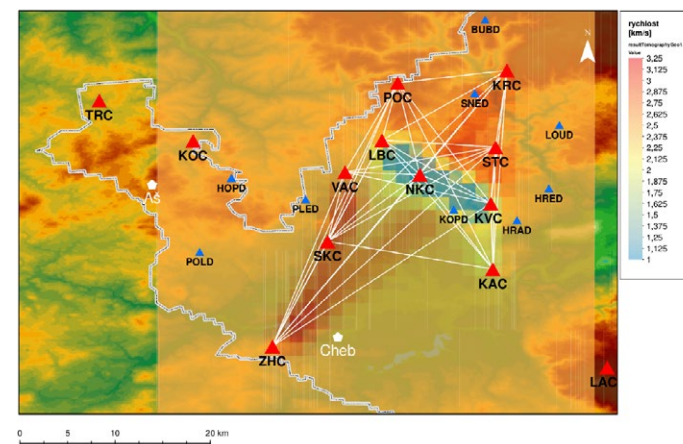 rychlost
[km/s]
Value
3,25
3,125
3
2,875
2,75
2,625
2,5
2,375
2,25
2,125
2
1,875
1,75
1,625
1,5
1,375
1,25
1,125
1
N
BUBD
KRC
POC
SNED
TRC
LOUD
KOC
LBC
STC
HOPD
VAC
NKC
AS
HRED
PLED
KOPD
KVC
HRAD
SKC
POLD
KAC
Cheb
ZHC
LAC
0 5 10 20 km